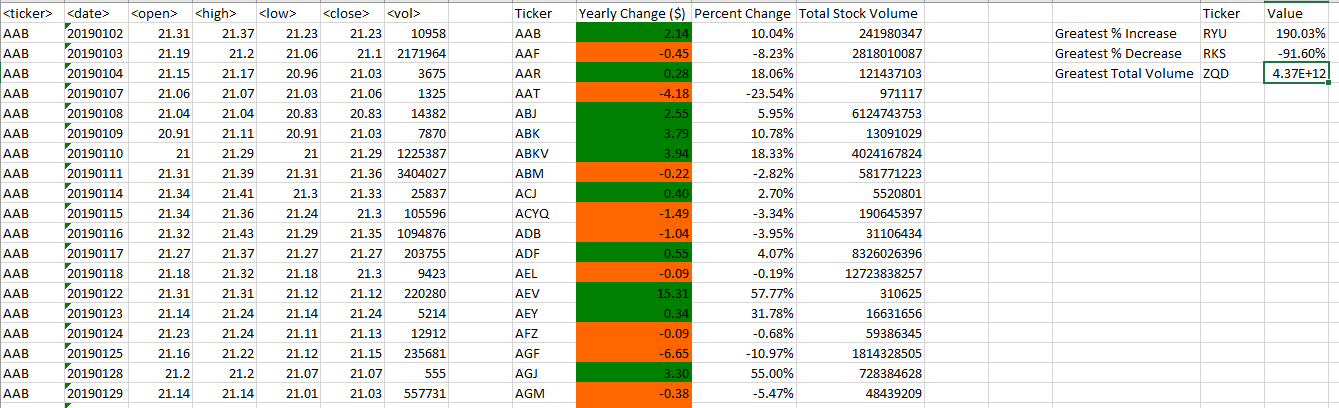 <ticker> <date> <open> <high> <low> <close> <vol> Ticker Yearly Change ($) Percent Change Total Stock Volume Ticker Value
AAB 20190102 21.31 21.37 21.23 21.23 10958 AAB 2.14 10.04% 241980347 Greatest % Increase RYU 190.03%
AAB 20190103 21.19 21.2 21.06 21.1 2171964 AAF -0.45 -8.23% 2818010087 Greatest % Decrease RKS -91.60%
AAB 20190104 21.15 21.17 20.96 21.03 3675 AAR 0.28 18.06% 121437103 Greatest Total Volume ZQD 4.37E+12
AAB 20190107 21.06 21.07 21.03 21.06 1325 AAT -4.18 -23.54% 971117
AAB 20190108 21.04 21.04 20.83 20.83 14382 ABJ 2.55 5.95% 6124743753
AAB 20190109 20.91 21.11 20.91 21.03 7870 ABK 3.79 10.78% 13091029
AAB 20190110 21 21.29 21 21.29 1225387 ABKV 3.94 18.33% 4024167824
AAB 20190111 21.31 21.39 21.31 21.36 3404027 ABM -0.22 -2.82% 581771223
AAB 20190114 21.34 21.41 21.3 21.33 25837 ACJ 0.40 2.70% 5520801
AAB 20190115 21.34 21.36 21.24 21.3 105596 ACYQ -1.49 -3.34% 190645397
AAB 20190116 21.32 21.43 21.29 21.35 1094876 ADB -1.04 -3.95% 31106434
AAB 20190117 21.27 21.37 21.27 21.27 203755 ADF 0.55 4.07% 8326026396
AAB 20190118 21.18 21.32 21.18 21.3 9423 AEL -0.09 -0.19% 12723838257
AAB 20190122 21.31 21.31 21.12 21.12 220280 AEV 15.31 57.77% 310625
AAB 20190123 21.14 21.24 21.14 21.24 5214 AEY 0.34 31.78% 16631656
AAB 20190124 21.23 21.24 21.11 21.13 12912 AFZ -0.09 -0.68% 59386345
AAB 20190125 21.16 21.22 21.12 21.15 235681 AGF -6.65 -10.97% 1814328505
AAB 20190128 21.2 21.2 21.07 21.07 555 AGJ 3.30 55.00% 728384628
AAB 20190129 21.14 21.14 21.01 21.03 557731 AGM -0.38 -5.47% 48439209